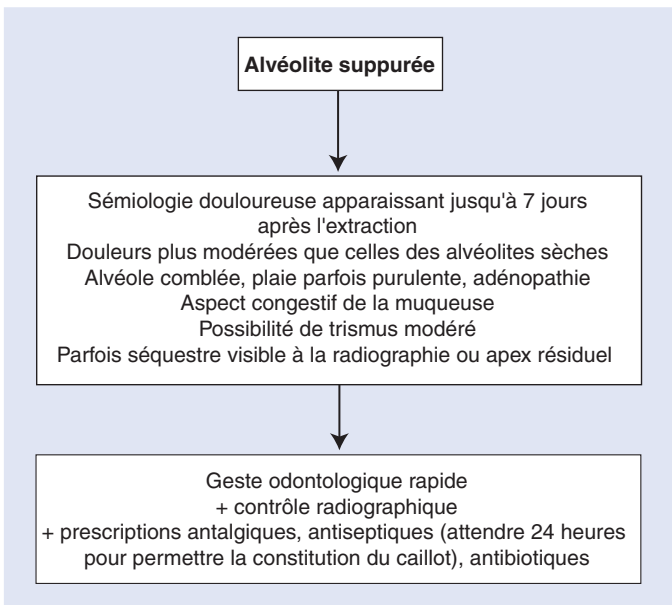 Alvéolite suppurée
Sémiologie douloureuse apparaissant jusqu'à 7 jours
après l'extraction
Douleurs plus modérées que celles des alvéolites sèches
Alvéole comblée, plaie parfois purulente, adénopathie
Aspect congestif de la muqueuse
Possibilité de trismus modéré
Parfois séquestre visible à la radiographie ou apex résiduel
Geste odontologique rapide
+ contrôle radiographique
+ prescriptions antalgiques, antiseptiques (attendre 24 heures
pour permettre la constitution du caillot), antibiotiques